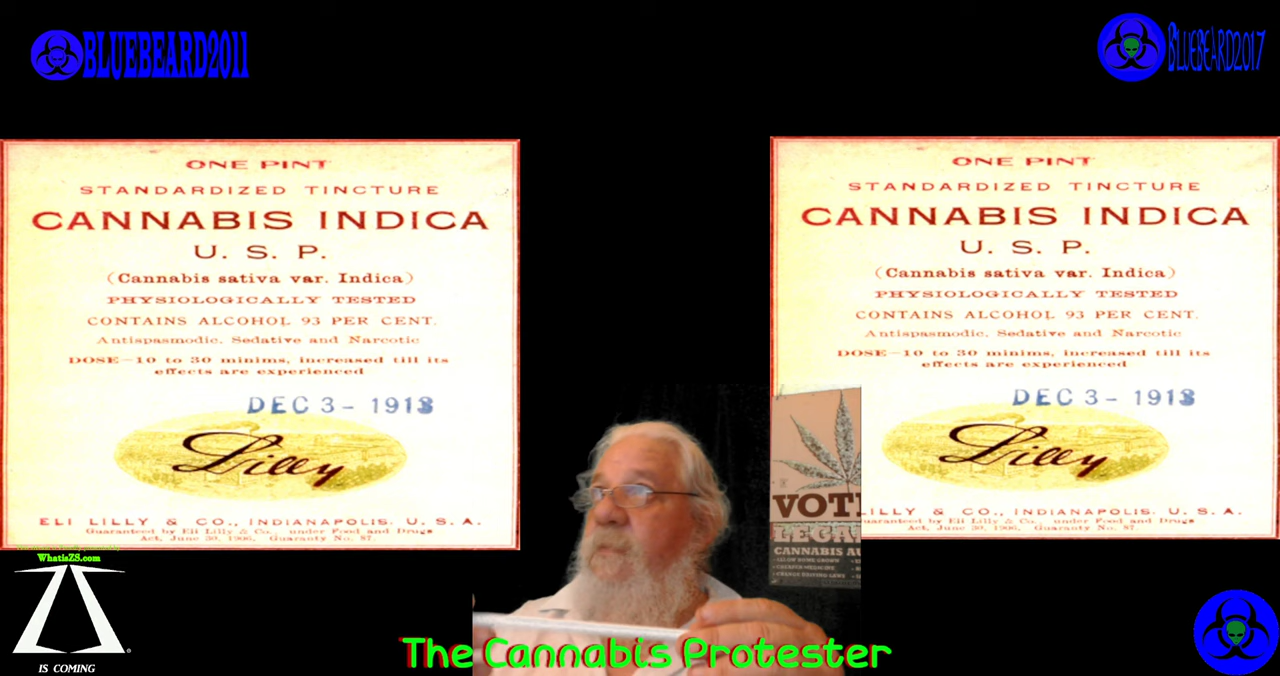 BLUEBEARD2011
BLUEBEARD2017
ONE PINT
STANDARDIZED TINCTURE
CANNABIS INDICA
U. S. P.
(Cannabis sativa var. Indica)
PHYSIOLOGICALLY TESTED
CONTAINS ALCOHOL 93 PER CENT.
Antispasmodic, Sedative and Narcotic
DOSE—10 to 30 minims, increased till its
effects are experienced
DEC 3 - 1913
Lilly
ELI LILLY & CO., INDIANAPOLIS, U. S. A.
Guaranteed by Eli Lilly & Co. under Food and Drugs
Act, June 30, 1906, Guaranty No. 87.
ONE PINT
STANDARDIZED TINCTURE
CANNABIS INDICA
U. S. P.
(Cannabis sativa var. Indica)
PHYSIOLOGICALLY TESTED
CONTAINS ALCOHOL 93 PER CENT.
Antispasmodic, Sedative and Narcotic
DOSE—10 to 30 minims, increased till its
effects are experienced
DEC 3 - 1913
Lilly
LILLY & CO., INDIANAPOLIS, U. S. A.
uaranteed by Eli Lilly & Co. under Food and Drugs
Act, June 30, 1906, Guaranty No. 87.
VOT
LEGA
CANNABIS AU
WhatisZS.com
IS COMING
The Cannabis Protester